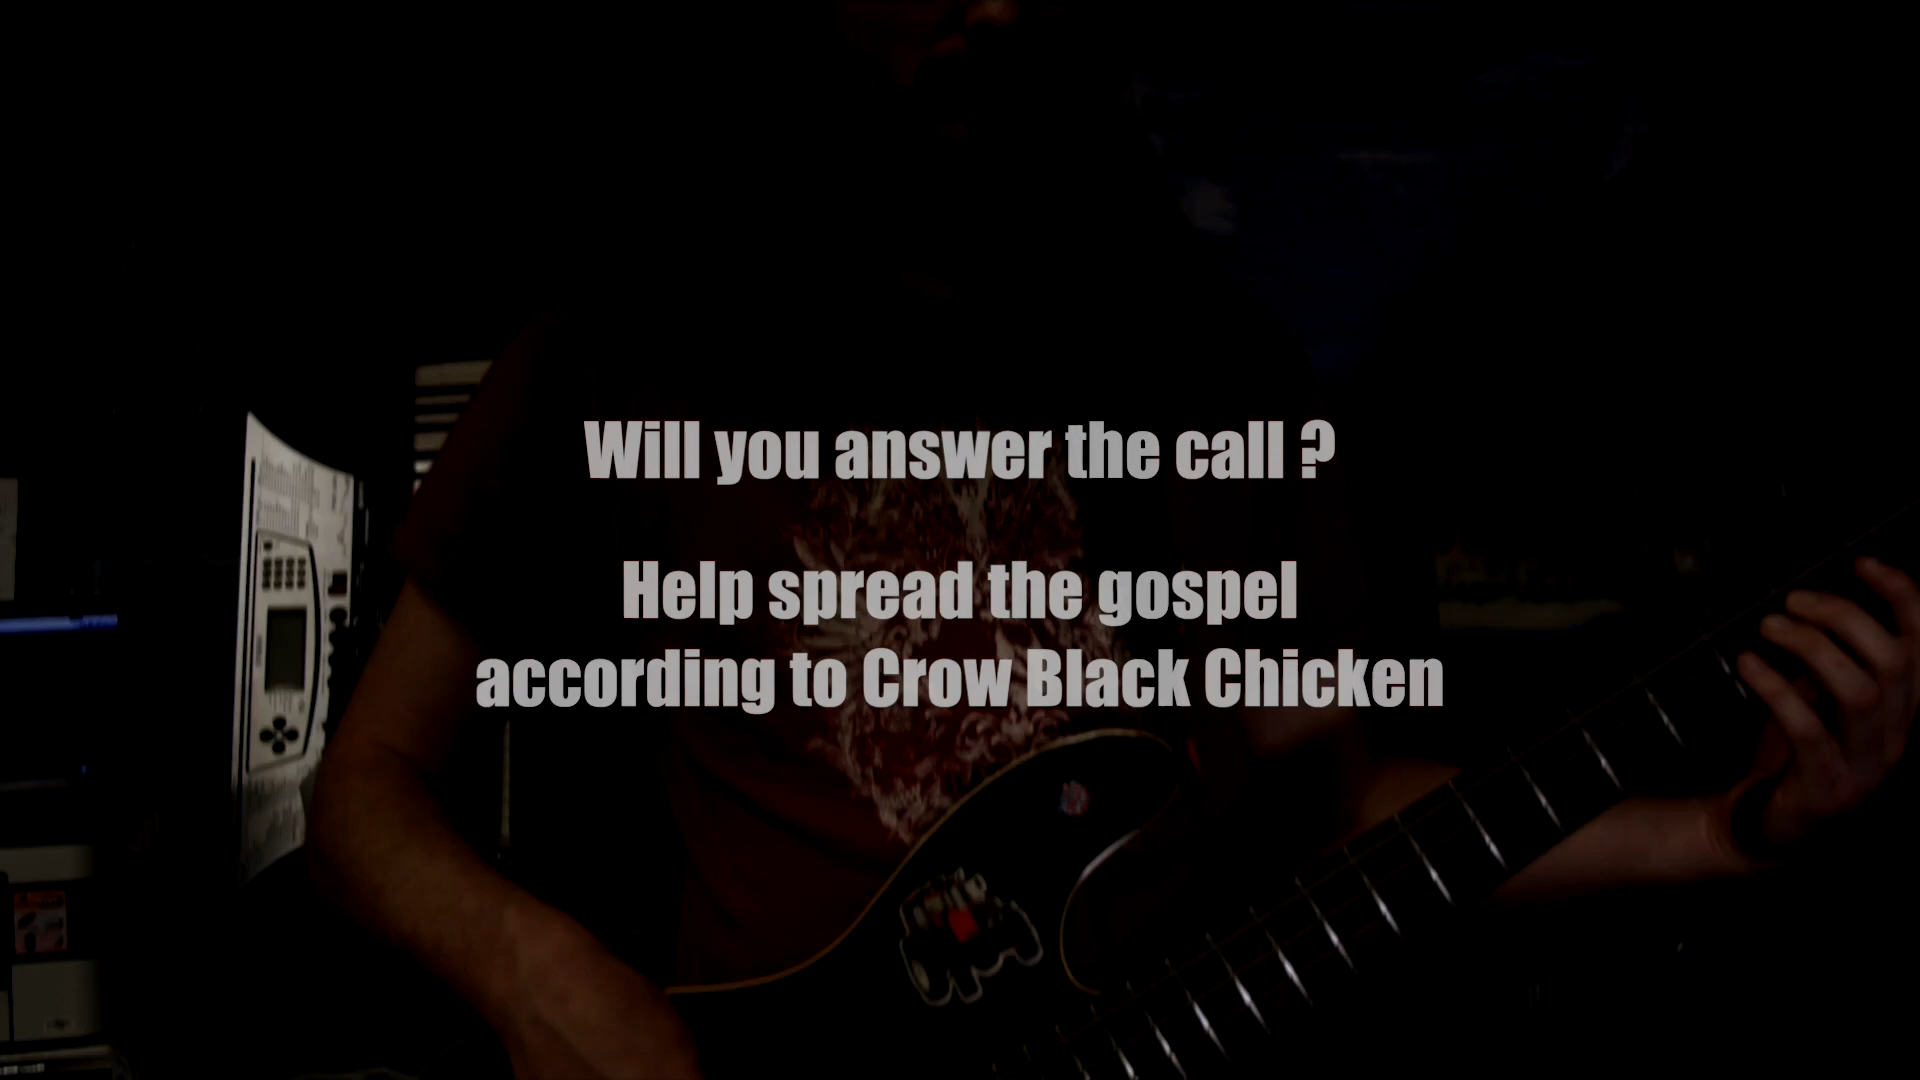 Will you answer the call ?
Help spread the gospel
according to Crow Black Chicken